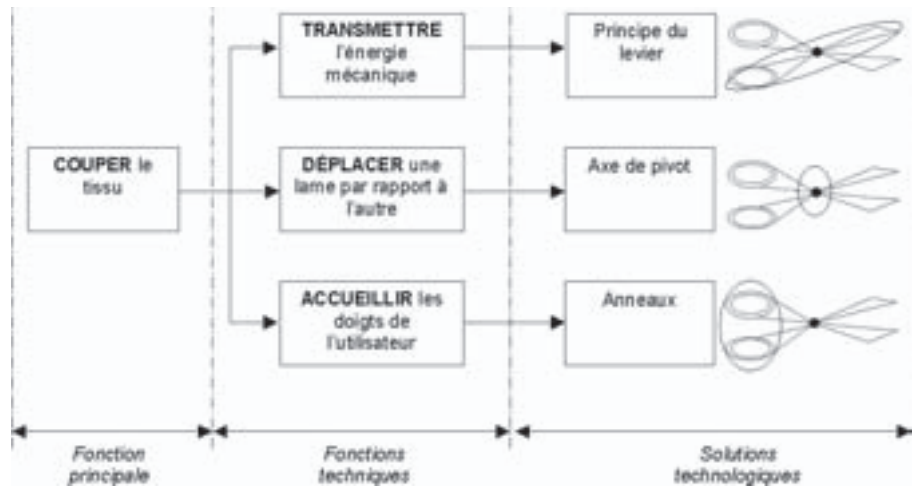 TRANSMETTRE
l'énergie
mécanique
Principe du
levier
COUPER le
tissu
DÉPLACER une
lame par rapport à
l'autre
Axe de pivot
ACCUEILLIR les
doigts de
l'utilisateur
Anneaux
Fonction
principale
Fonctions
techniques
Solutions
technologiques